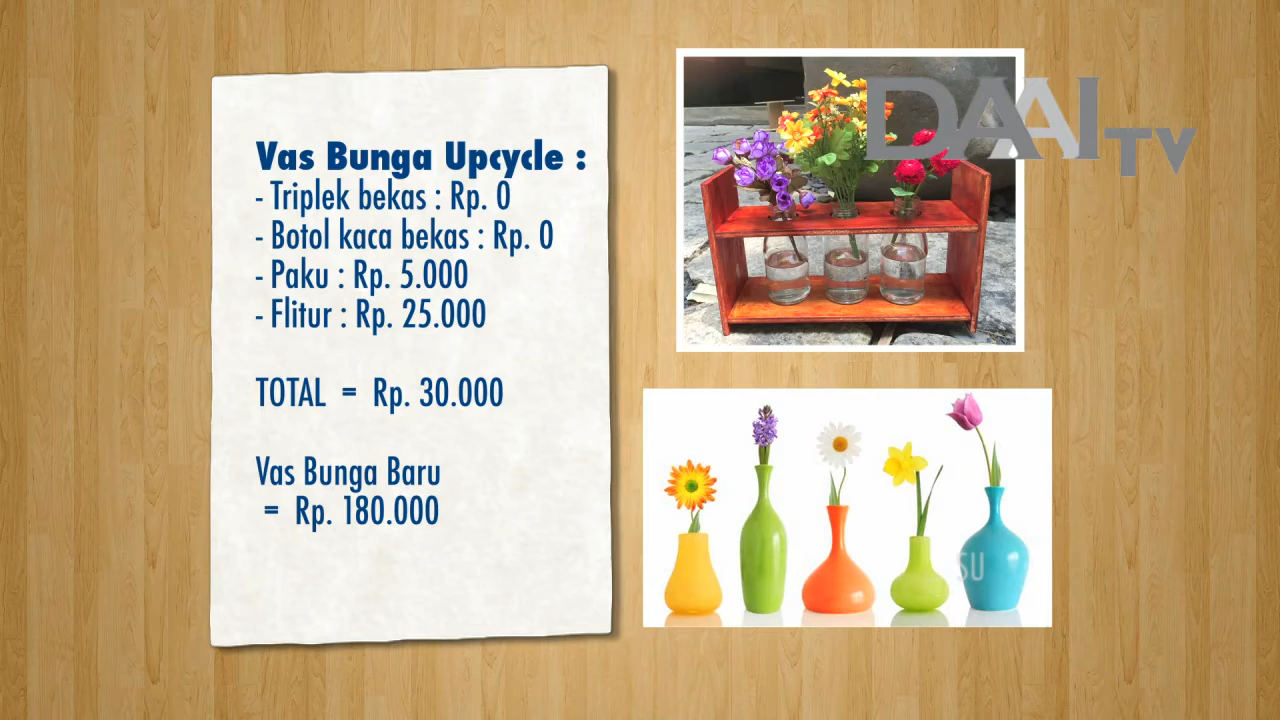 Vas Bunga Upcycle :
- Triplek bekas : Rp. 0
- Botol kaca bekas : Rp. 0
- Paku : Rp. 5.000
- Flitur : Rp. 25.000
TOTAL = Rp. 30.000
Vas Bunga Baru
= Rp. 180.000
DAAI TV
SU